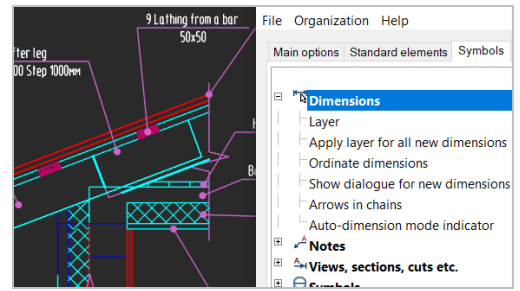 9 Lathing from a bar
50x50
fter leg
00 Step 1000мм
File Organization Help
Main options Standard elements Symbols
Dimensions
Layer
Apply layer for all new dimensions
Ordinate dimensions
Show dialogue for new dimensions
Arrows in chains
Auto-dimension mode indicator
Notes
Views, sections, cuts etc.
Symbols